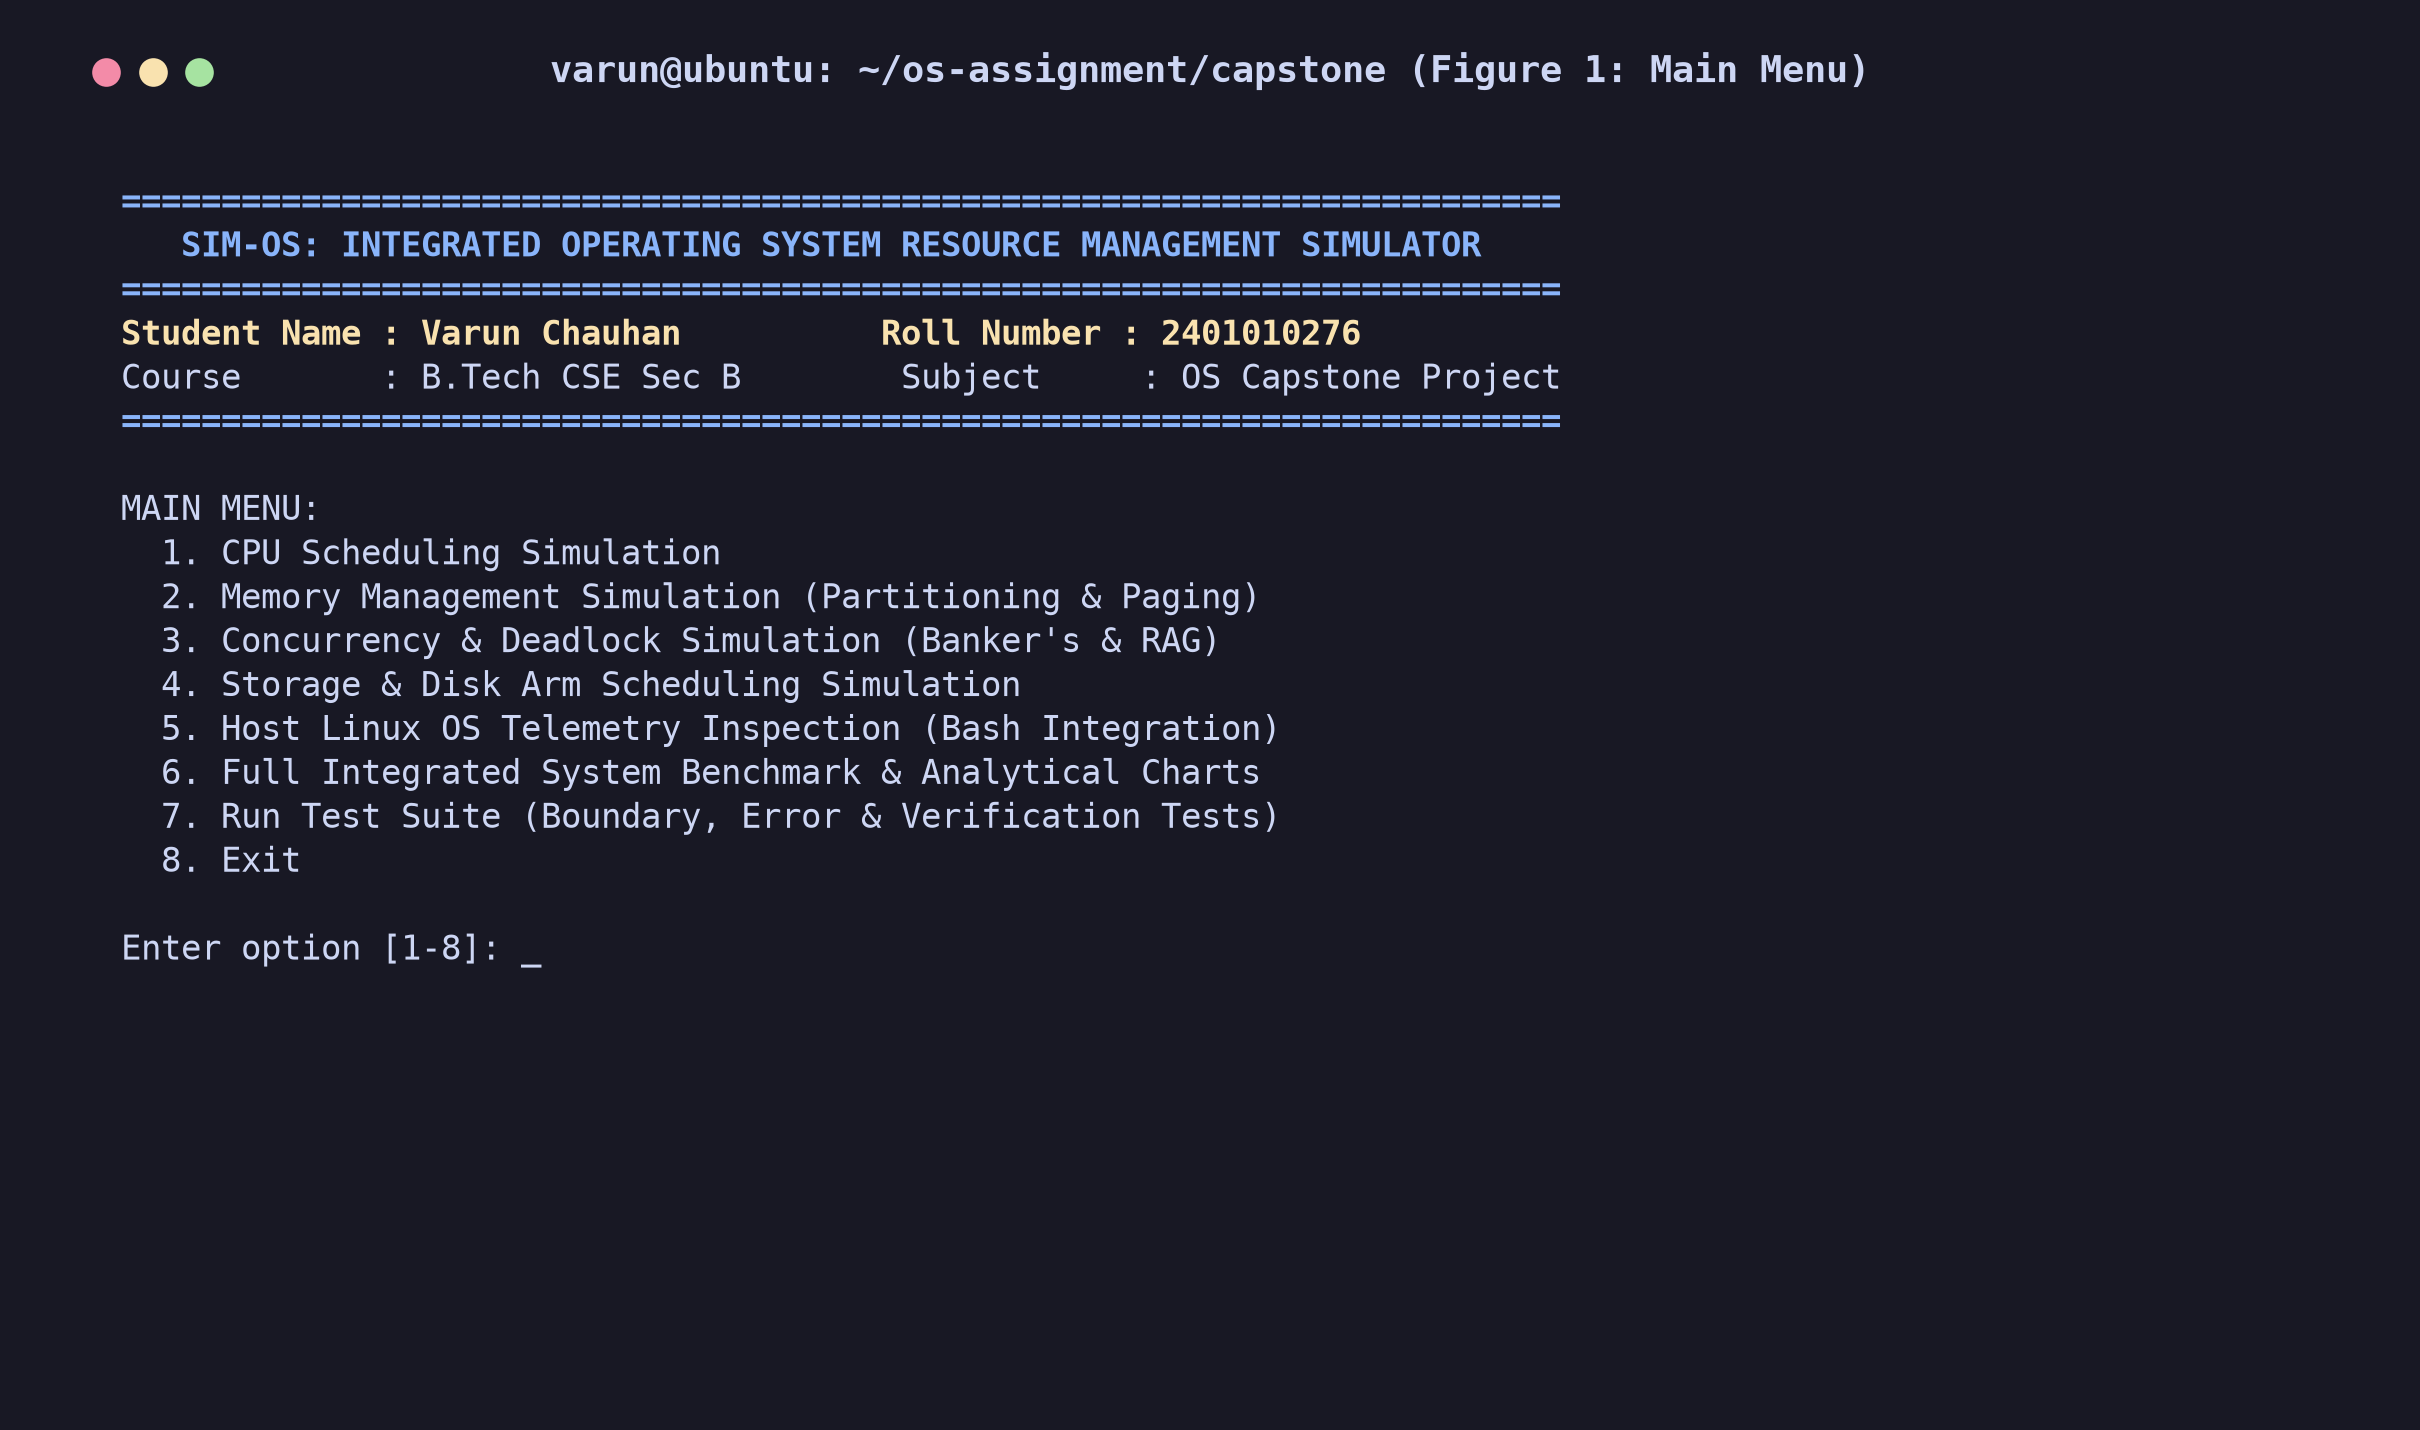 varun@ubuntu: ~/os-assignment/capstone (Figure 1: Main Menu)
========================================================================
   SIM-OS: INTEGRATED OPERATING SYSTEM RESOURCE MANAGEMENT SIMULATOR
========================================================================
Student Name : Varun Chauhan          Roll Number : 2401010276
Course       : B.Tech CSE Sec B        Subject     : OS Capstone Project
========================================================================
MAIN MENU:
  1. CPU Scheduling Simulation
  2. Memory Management Simulation (Partitioning & Paging)
  3. Concurrency & Deadlock Simulation (Banker's & RAG)
  4. Storage & Disk Arm Scheduling Simulation
  5. Host Linux OS Telemetry Inspection (Bash Integration)
  6. Full Integrated System Benchmark & Analytical Charts
  7. Run Test Suite (Boundary, Error & Verification Tests)
  8. Exit
Enter option [1-8]: _